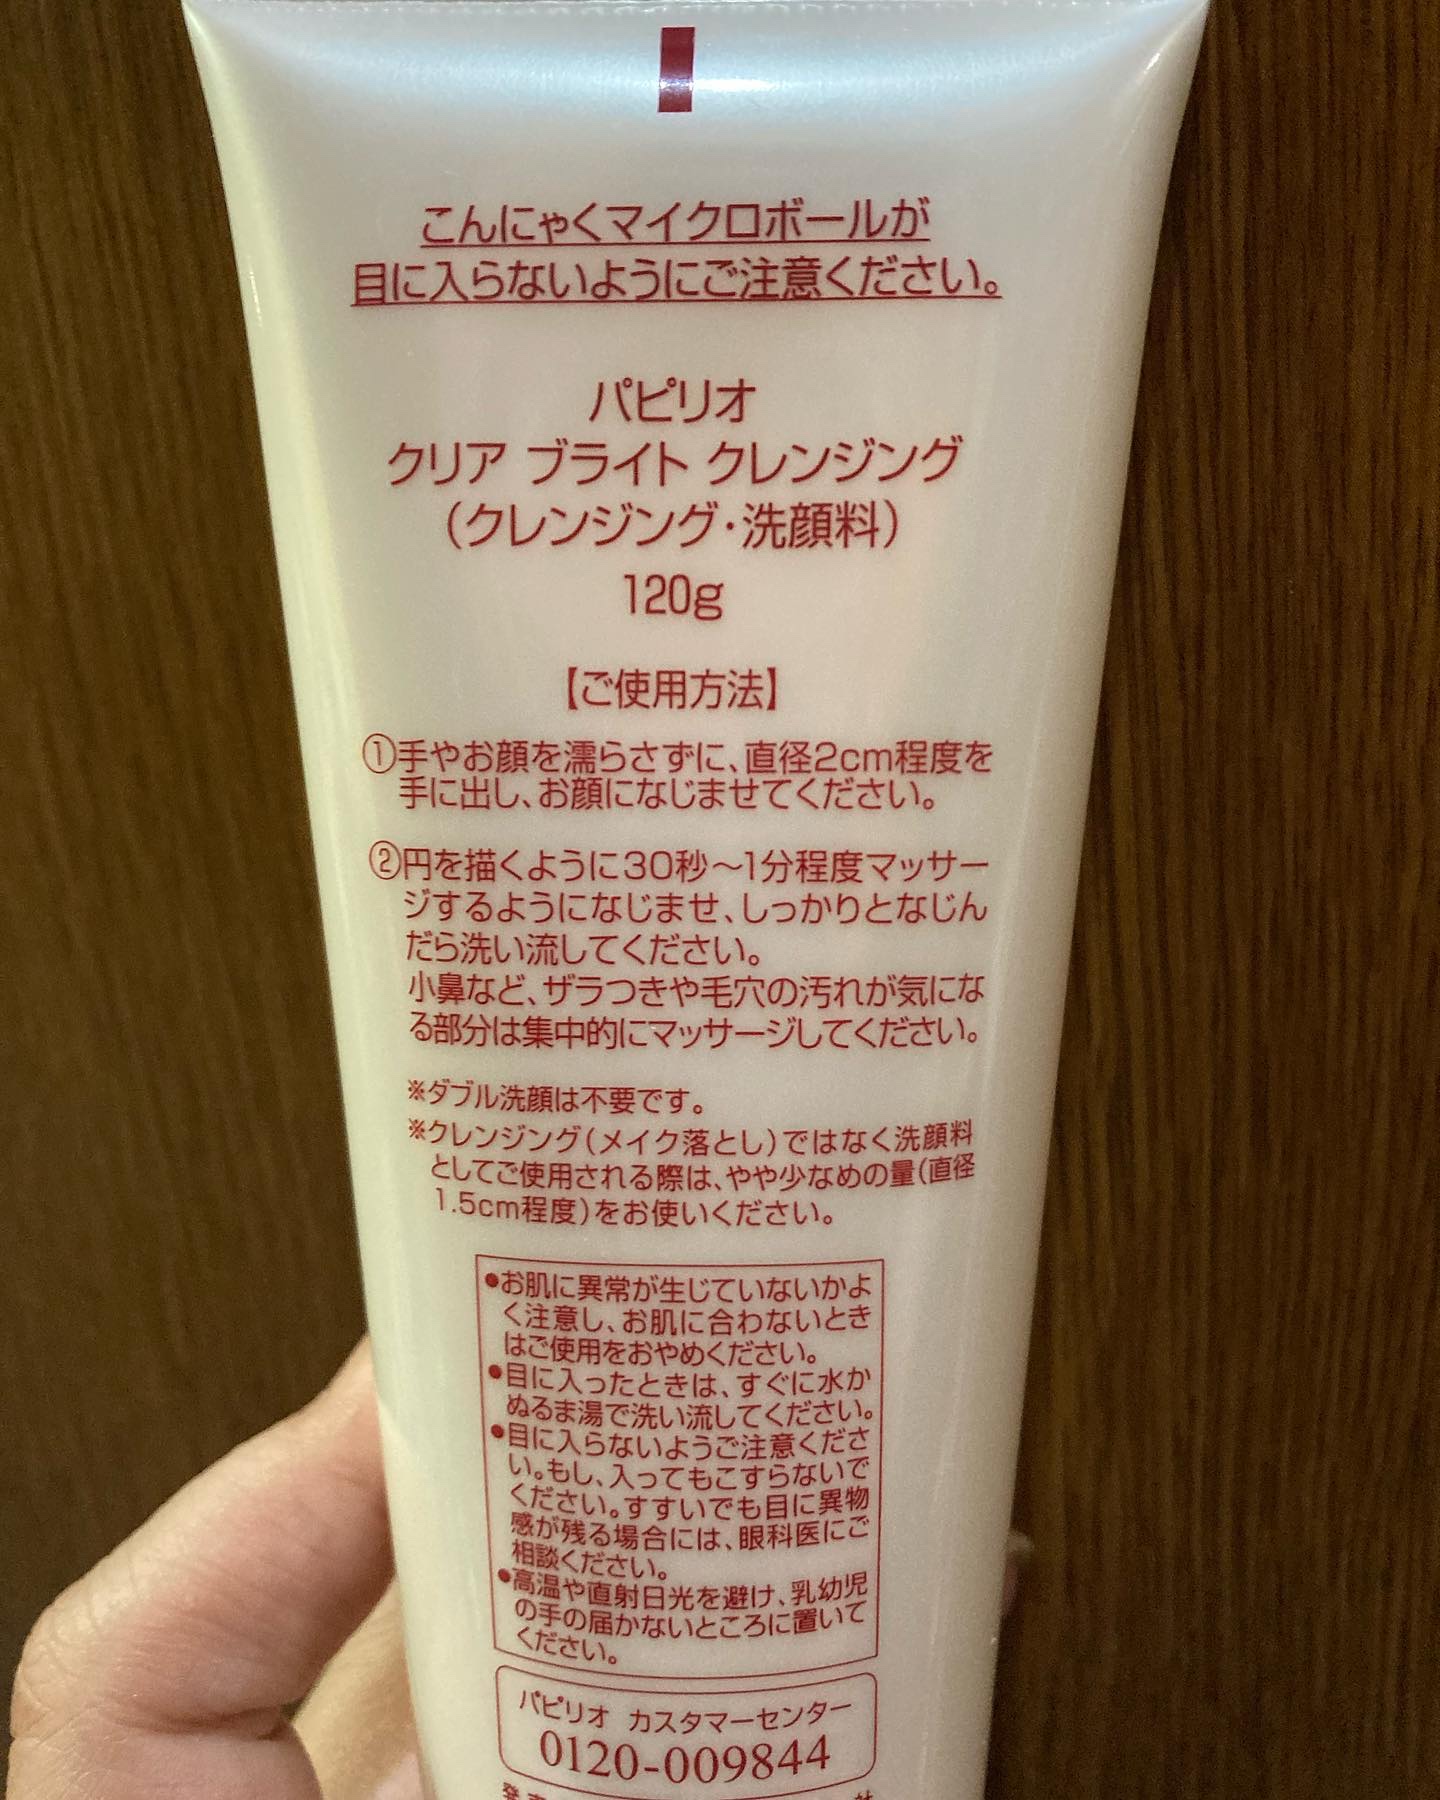 こんにゃくマイクロボールが
目に入らないようにご注意ください。
パピリオ
クリア ブライト クレンジング
（クレンジング・洗顔料）
120g
【ご使用方法】
①手やお顔を濡らさずに、直径2cm程度を
手に出し、お顔になじませてください。
②円を描くように30秒〜1分程度マッサー
ジするようになじませ、しっかりとなじん
だら洗い流してください。
小鼻など、ザラつきや毛穴の汚れが気にな
る部分は集中的にマッサージしてください。
※ダブル洗顔は不要です。
※クレンジング（メイク落とし）ではなく洗顔料
としてご使用される際は、やや少なめの量（直径
1.5cm程度）をお使いください。
●お肌に異常が生じていないかよ
く注意し、お肌に合わないとき
はご使用をおやめください。
●目に入ったときは、すぐに水か
ぬるま湯で洗い流してください。
●目に入らないようご注意くださ
い。もし、入ってもこすらないで
ください。すすいでも目に異物
感が残る場合には、眼科医にご
相談ください。
●高温や直射日光を避け、乳幼児
の手の届かないところに置いて
ください。
パピリオ カスタマーセンター
0120-009844